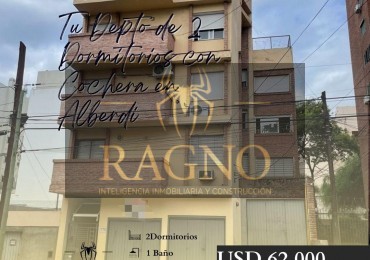 Tu Depto de 2
Dormitorios con
Cochera en
Alberdi
RAGNO
INTELIGENCIA INMOBILIARIA Y CONSTRUCCIÓN
2Dormitorios
1 Baño
USD 62.000